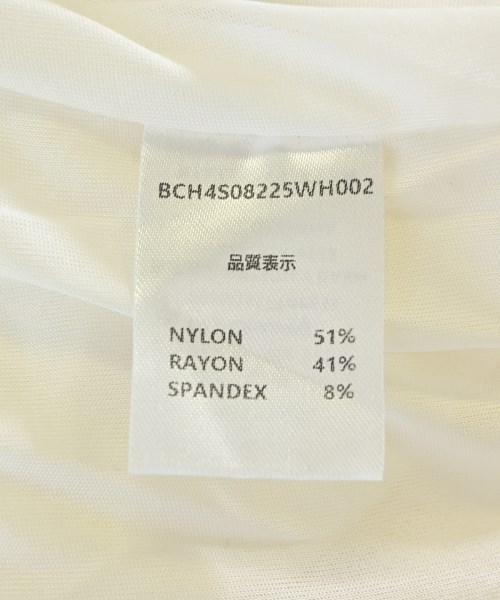 BCH4S08225WH002
品質表示
NYLON 51%
RAYON 41%
SPANDEX 8%